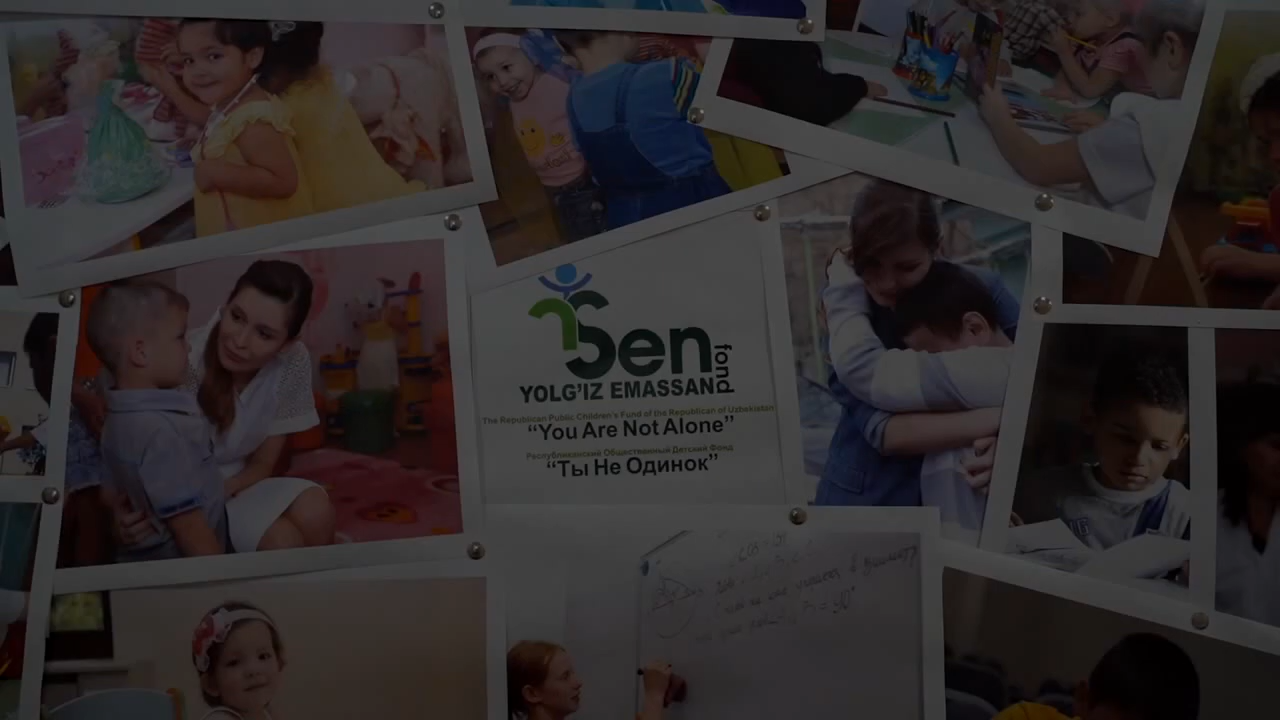 Sen fond
YOLG'IZ EMASSAN
The Republican Public Children's Fund of the Republican of Uzbekistan
“You Are Not Alone”
Республиканский Общественный Детский Фонд
“Ты Не Одинок”